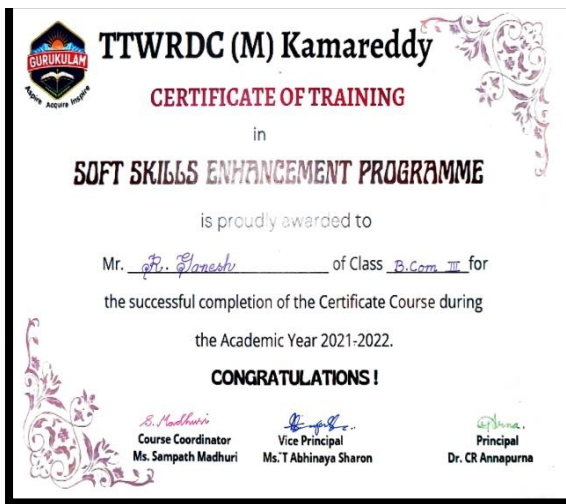 TTWRDC (M) Kamareddy
GURUKULAM
Aspire Acquire Inspire
CERTIFICATE OF TRAINING
in
SOFT SKILLS ENHANCEMENT PROGRAMME
is proudly awarded to
Mr. R. Ganesh of Class B.Com III for
the successful completion of the Certificate Course during
the Academic Year 2021-2022.
CONGRATULATIONS !
S. Madhuri
Course Coordinator Vice Principal Principal
Ms. Sampath Madhuri Ms. T Abhinaya Sharon Dr. CR Annapurna